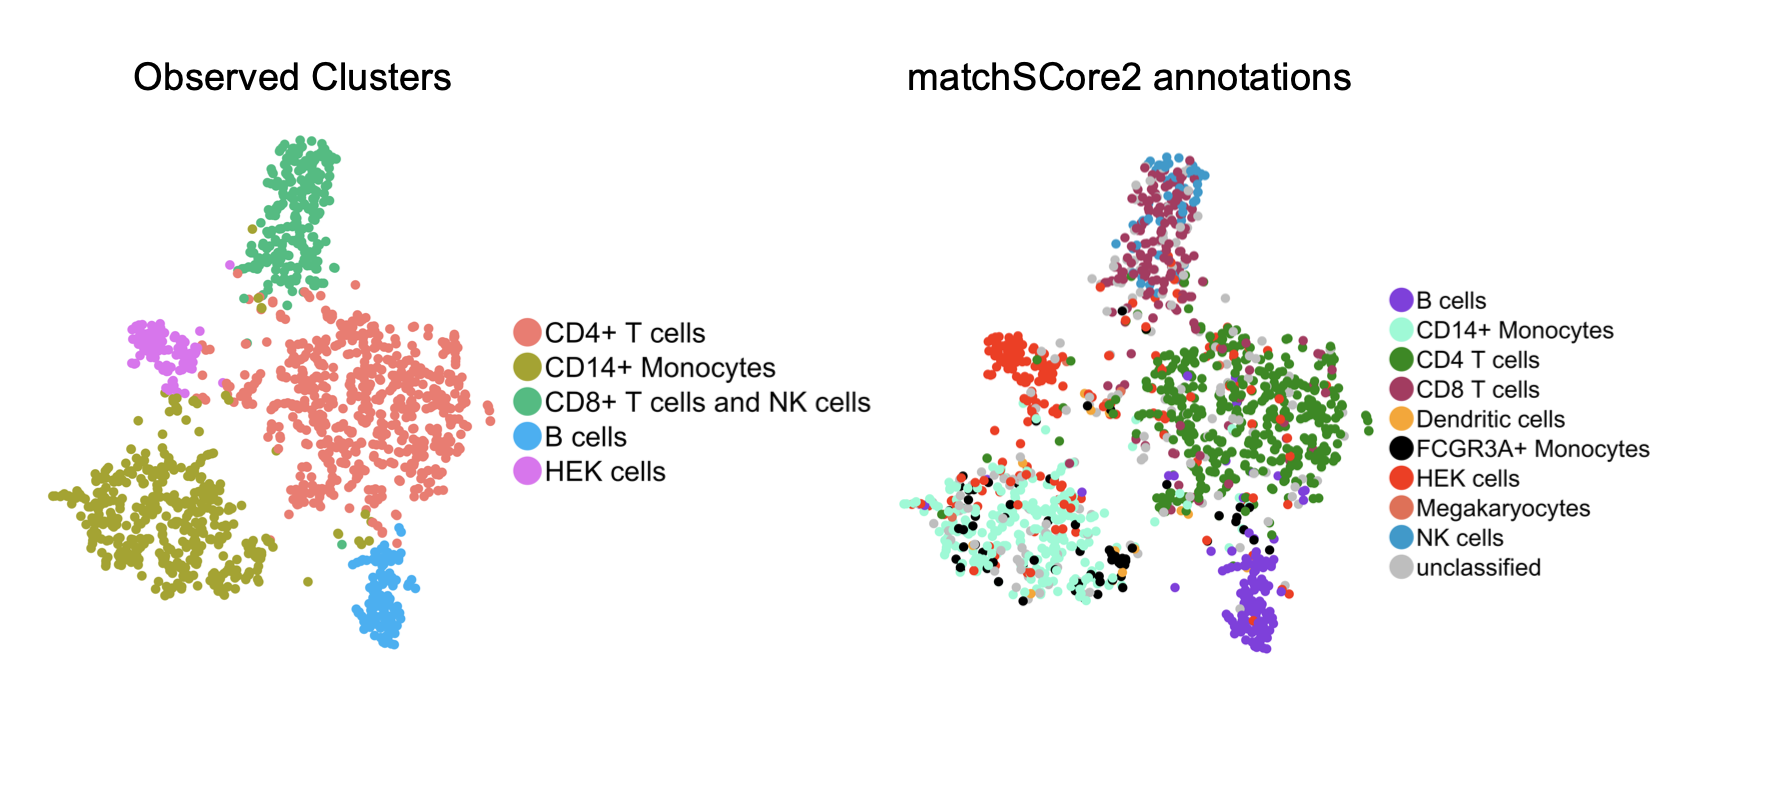 Observed Clusters
CD4+ T cells
CD14+ Monocytes
CD8+ T cells and NK cells
B cells
HEK cells
matchSCore2 annotations
B cells
CD14+ Monocytes
CD4 T cells
CD8 T cells
Dendritic cells
FCGR3A+ Monocytes
HEK cells
Megakaryocytes
NK cells
unclassified